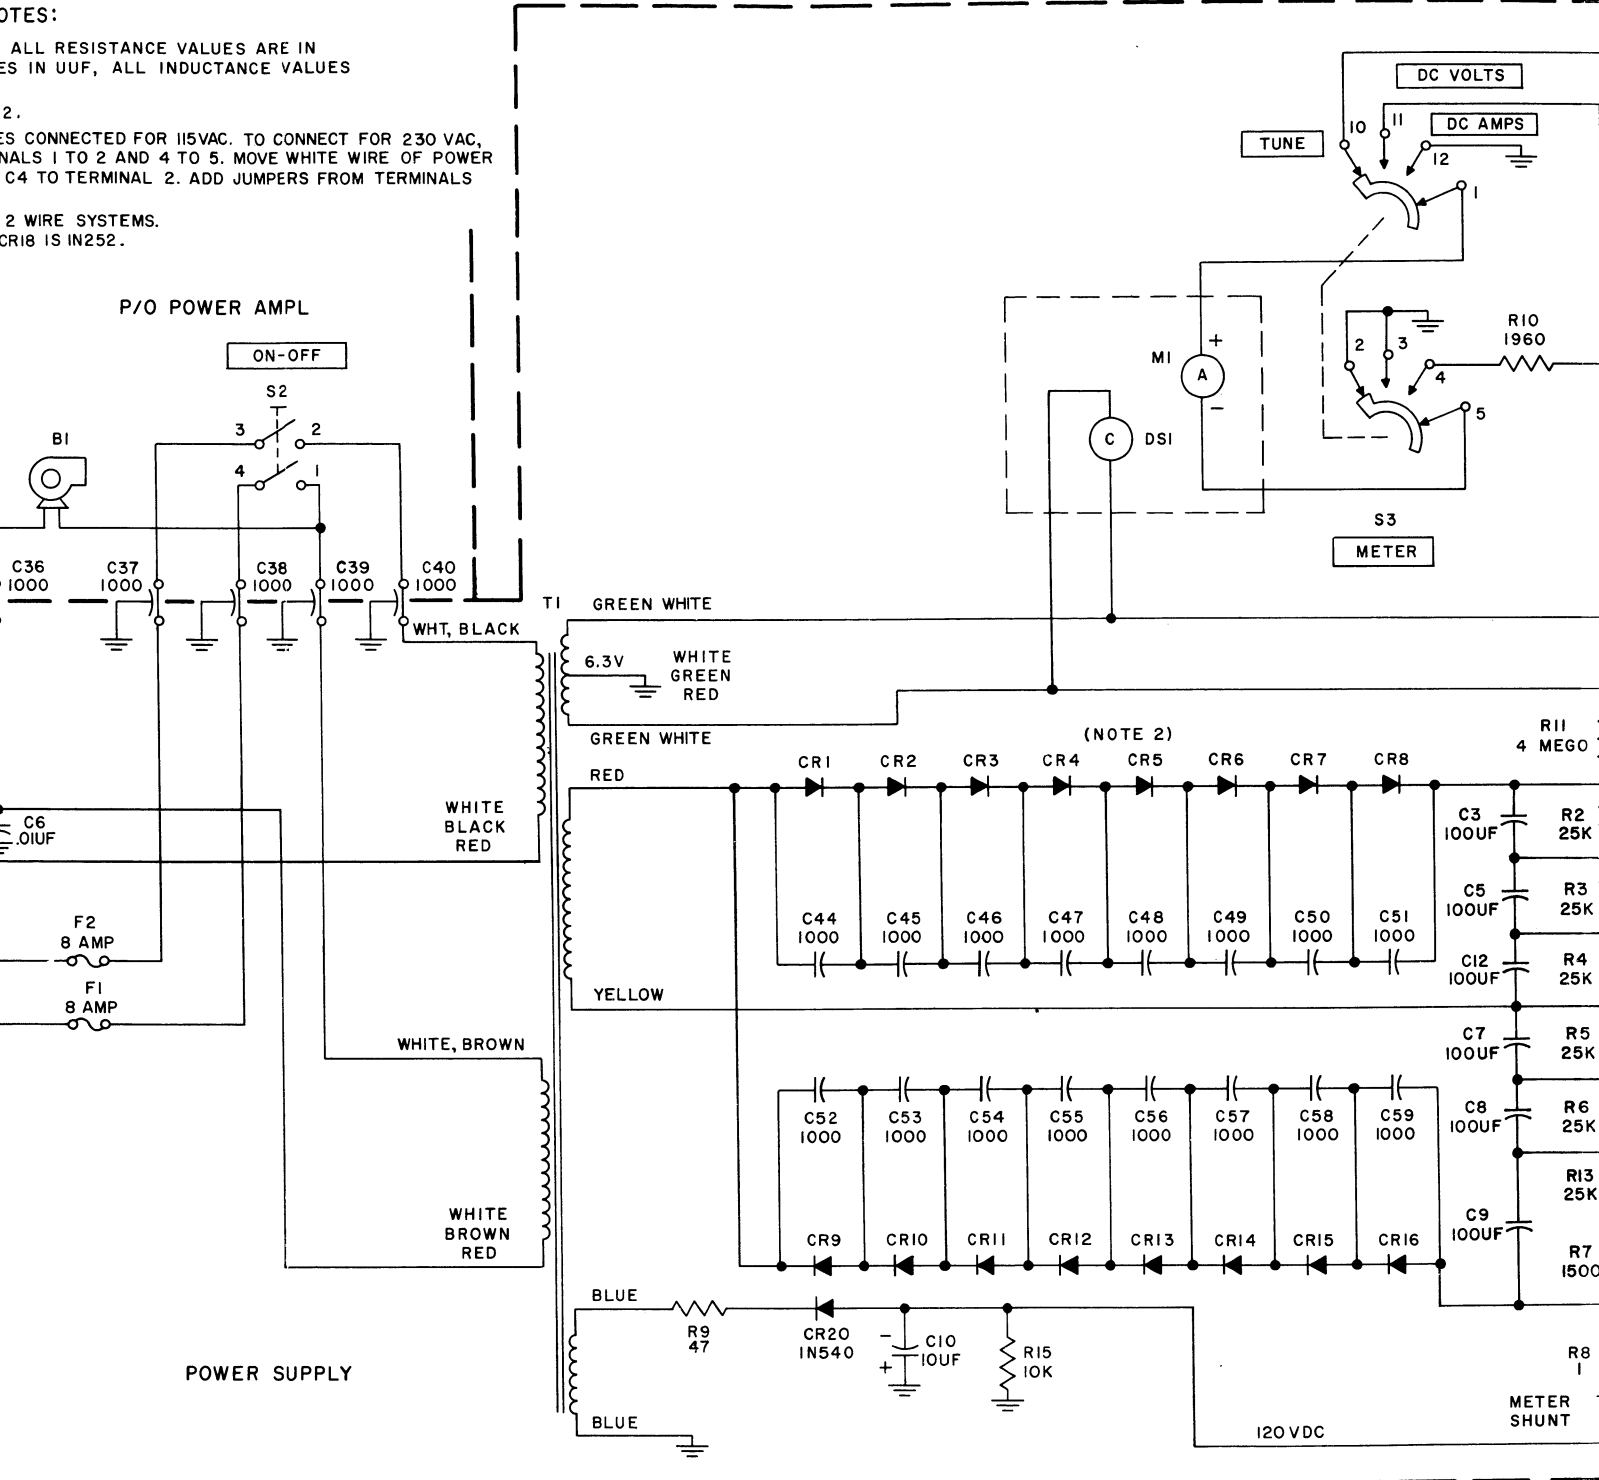 OTES:
ALL RESISTANCE VALUES ARE IN
ES IN UUF, ALL INDUCTANCE VALUES
2.
ES CONNECTED FOR 115VAC. TO CONNECT FOR 230 VAC,
NALS 1 TO 2 AND 4 TO 5. MOVE WHITE WIRE OF POWER
C4 TO TERMINAL 2. ADD JUMPERS FROM TERMINALS
2 WIRE SYSTEMS.
CR18 IS IN252.
P/O POWER AMPL
ON-OFF
S2
3 2
4 1
B1
C36
1000
C37
1000
C38
1000
C39
1000
C40
1000
DC VOLTS
DC AMPS
TUNE
10 11 12
1
2 3 4
5
R10
1960
M1
+
A
−
C
DS1
S3
METER
T1
GREEN WHITE
WHT, BLACK
6.3V
WHITE
GREEN
RED
GREEN WHITE
(NOTE 2)
R11
4 MEGO
RED
CR1 CR2 CR3 CR4 CR5 CR6 CR7 CR8
WHITE
BLACK
RED
C6
.01UF
C3
100UF
R2
25K
C5
100UF
R3
25K
C44 C45 C46 C47 C48 C49 C50 C51
1000 1000 1000 1000 1000 1000 1000 1000
C12
100UF
R4
25K
F2
8 AMP
F1
8 AMP
YELLOW
WHITE, BROWN
C7
100UF
R5
25K
C52 C53 C54 C55 C56 C57 C58 C59
1000 1000 1000 1000 1000 1000 1000 1000
C8
100UF
R6
25K
R13
25K
C9
100UF
WHITE
BROWN
RED
CR9 CR10 CR11 CR12 CR13 CR14 CR15 CR16
R7
1500
BLUE
R9
47
CR20
1N540
−
+
C10
10UF
R15
10K
R8
1
POWER SUPPLY
METER
SHUNT
BLUE
120 VDC